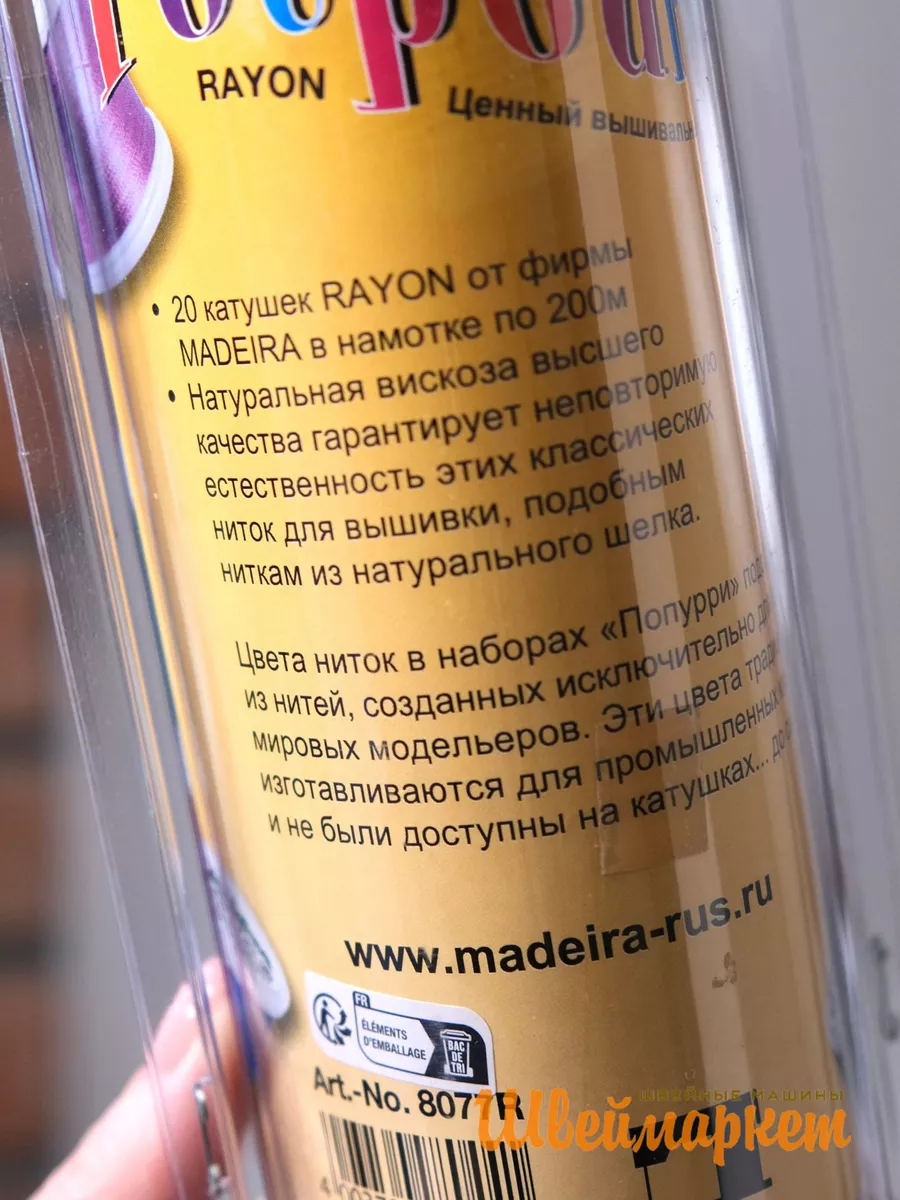 RAYON
Ценный
• 20 катушек RAYON от фирмы
MADEIRA в намотке по 200м
• Натуральная вискоза высшего
качества гарантирует неповторимую
естественность этих классических
ниток для вышивки, подобным
ниткам из натурального шелка.
Цвета ниток в наборах «Попурри»
из нитей, созданных исключительно
мировых модельеров. Эти цвета
изготавливаются для промышленных
и не были доступны на катушках... до
www.madeira-rus.ru
FR
ÉLÉMENTS
D'EMBALLAGE
BAC
DE
TRI
Art.-No. 8077R
ШВЕЙНЫЕ МАШИНЫ
Швеймаркет